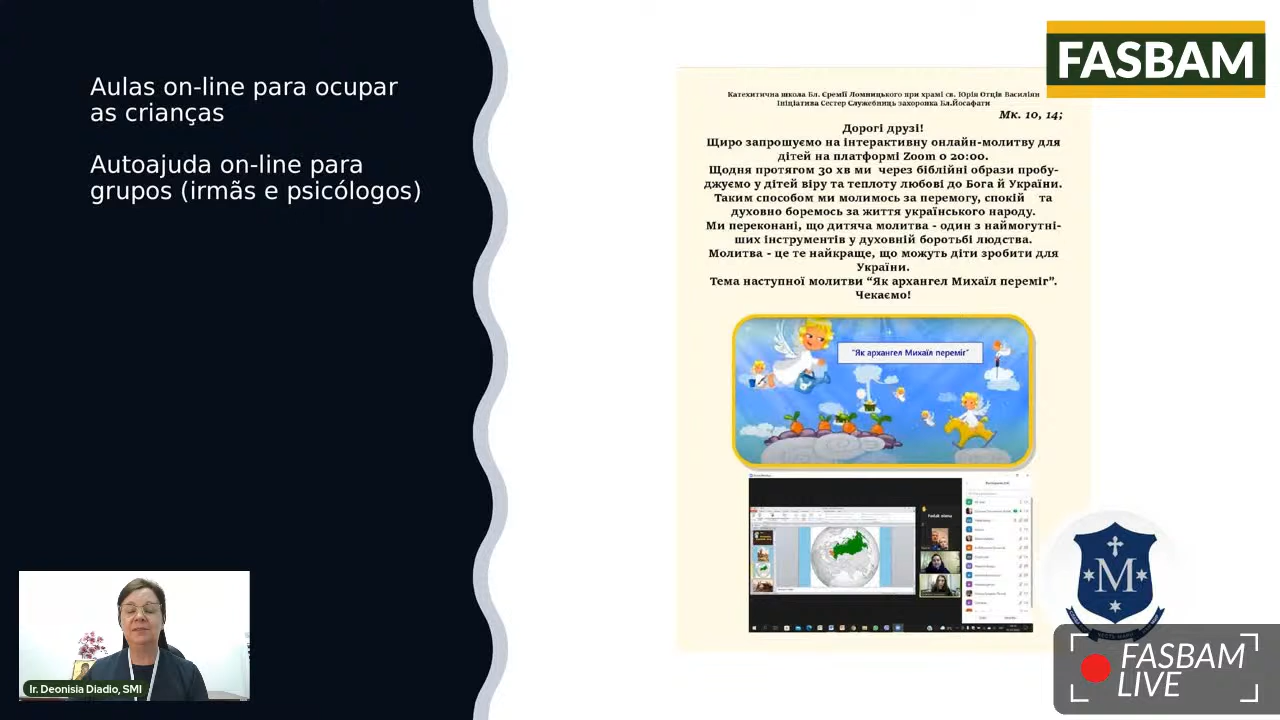 Aulas on-line para ocupar
as crianças
Autoajuda on-line para
grupos (irmãs e psicólogos)
FASBAM
Катехитична школа Бл. Єремії Ломницького при храмі св. Юрія Отців Василіян
Ініціатива Сестер Служебниць захоронка Бл.Йосафати
Мк. 10, 14;
Дорогі друзі!
Щиро запрошуємо на інтерактивну онлайн-молитву для
дітей на платформі Zoom о 20:00.
Щодня протягом 30 хв ми через біблійні образи пробу-
джуємо у дітей віру та теплоту любові до Бога й України.
Таким способом ми молимось за перемогу, спокій та
духовно боремось за життя українського народу.
Ми переконані, що дитяча молитва - один з наймогутні-
ших інструментів у духовній боротьбі людства.
Молитва - це те найкраще, що можуть діти зробити для
України.
Тема наступної молитви “Як архангел Михаїл переміг”.
Чекаємо!
"Як архангел Михаїл переміг"
M
Ir. Deonisia Diadio, SMI
FASBAM
LIVE